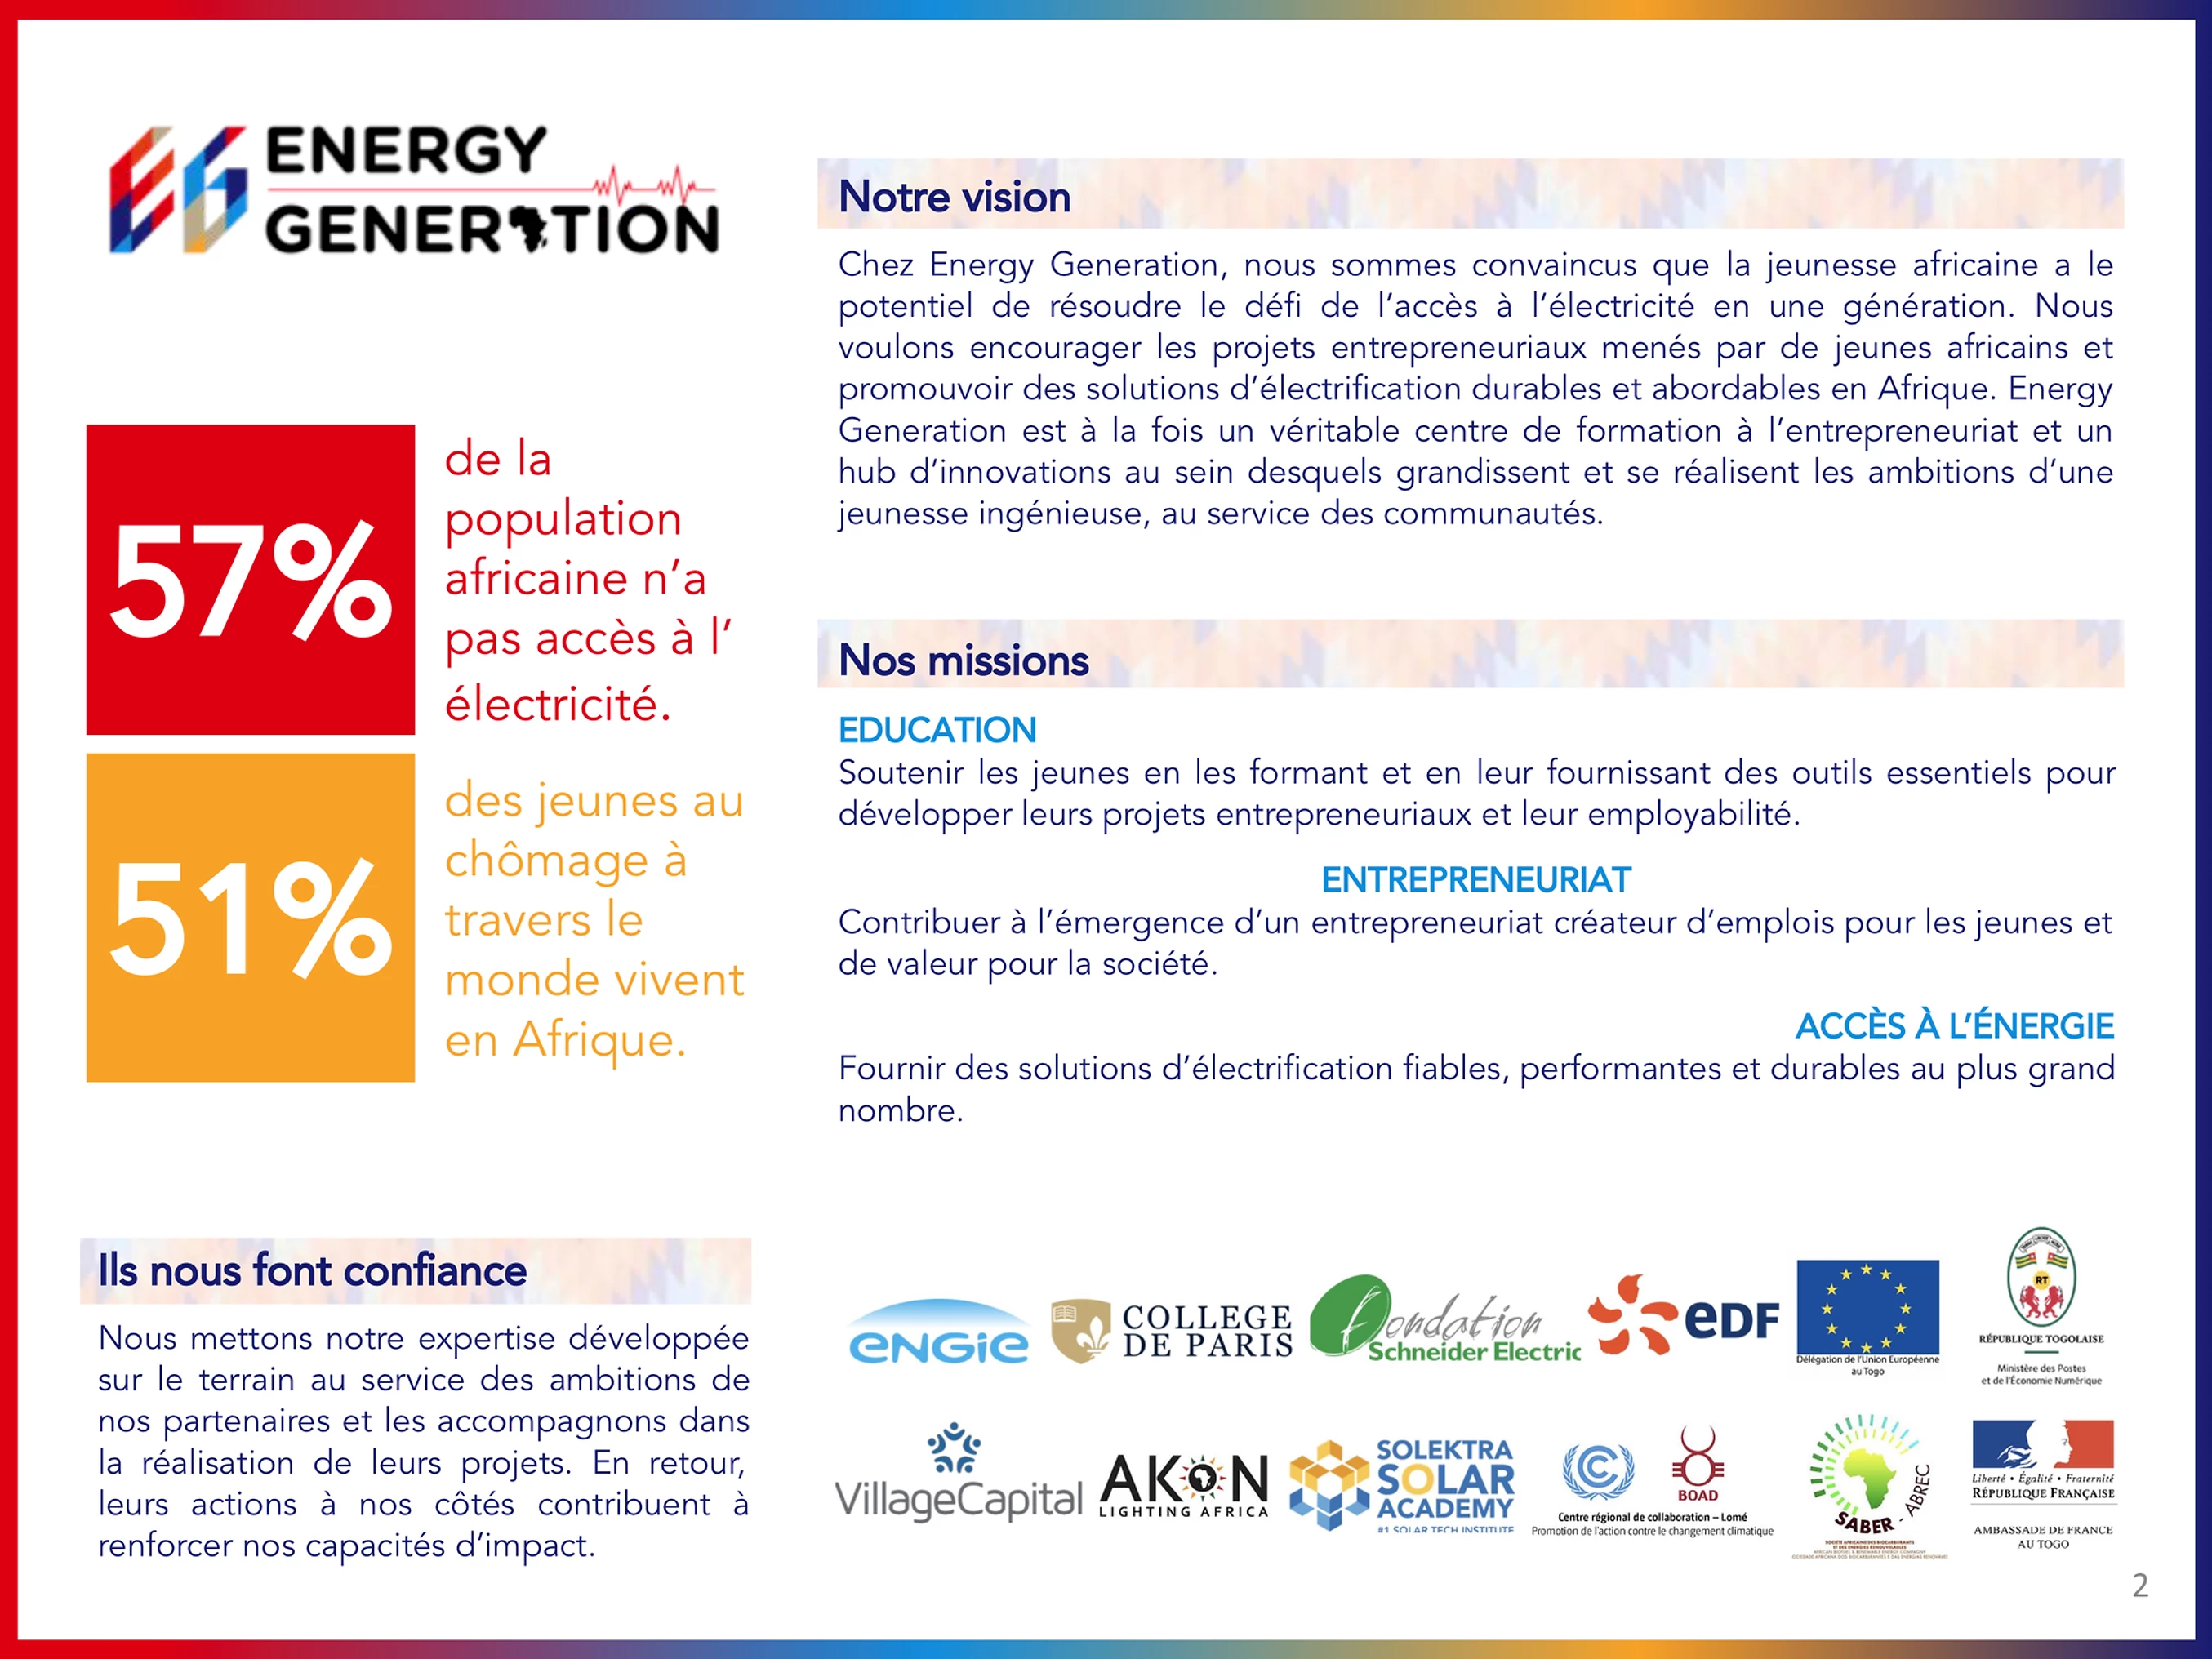 ENERGY
GENERATION
57%
de la
population
africaine n’a
pas accès à l’
électricité.
51%
des jeunes au
chômage à
travers le
monde vivent
en Afrique.
Notre vision
Chez Energy Generation, nous sommes convaincus que la jeunesse africaine a le
potentiel de résoudre le défi de l’accès à l’électricité en une génération. Nous
voulons encourager les projets entrepreneuriaux menés par de jeunes africains et
promouvoir des solutions d’électrification durables et abordables en Afrique. Energy
Generation est à la fois un véritable centre de formation à l’entrepreneuriat et un
hub d’innovations au sein desquels grandissent et se réalisent les ambitions d’une
jeunesse ingénieuse, au service des communautés.
Nos missions
EDUCATION
Soutenir les jeunes en les formant et en leur fournissant des outils essentiels pour
développer leurs projets entrepreneuriaux et leur employabilité.
ENTREPRENEURIAT
Contribuer à l’émergence d’un entrepreneuriat créateur d’emplois pour les jeunes et
de valeur pour la société.
ACCÈS À L’ÉNERGIE
Fournir des solutions d’électrification fiables, performantes et durables au plus grand
nombre.
Ils nous font confiance
Nous mettons notre expertise développée
sur le terrain au service des ambitions de
nos partenaires et les accompagnons dans
la réalisation de leurs projets. En retour,
leurs actions à nos côtés contribuent à
renforcer nos capacités d’impact.
ENGIE
COLLEGE
DE PARIS
fondation
Schneider Electric
eDF
Délégation de l'Union Européenne
au Togo
RT
RÉPUBLIQUE TOGOLAISE
Ministère des Postes
et de l'Économie Numérique
VillageCapital
AKON
LIGHTING AFRICA
SOLEKTRA
SOLAR
ACADEMY
#1 SOLAR TECH INSTITUTE
BOAD
Centre régional de collaboration – Lomé
Promotion de l'action contre le changement climatique
SABER - ABREC
SOCIÉTÉ AFRICAINE DES BIOCARBURANTS
ET DES ÉNERGIES RENOUVELABLES
Liberté • Égalité • Fraternité
RÉPUBLIQUE FRANÇAISE
AMBASSADE DE FRANCE
AU TOGO
2